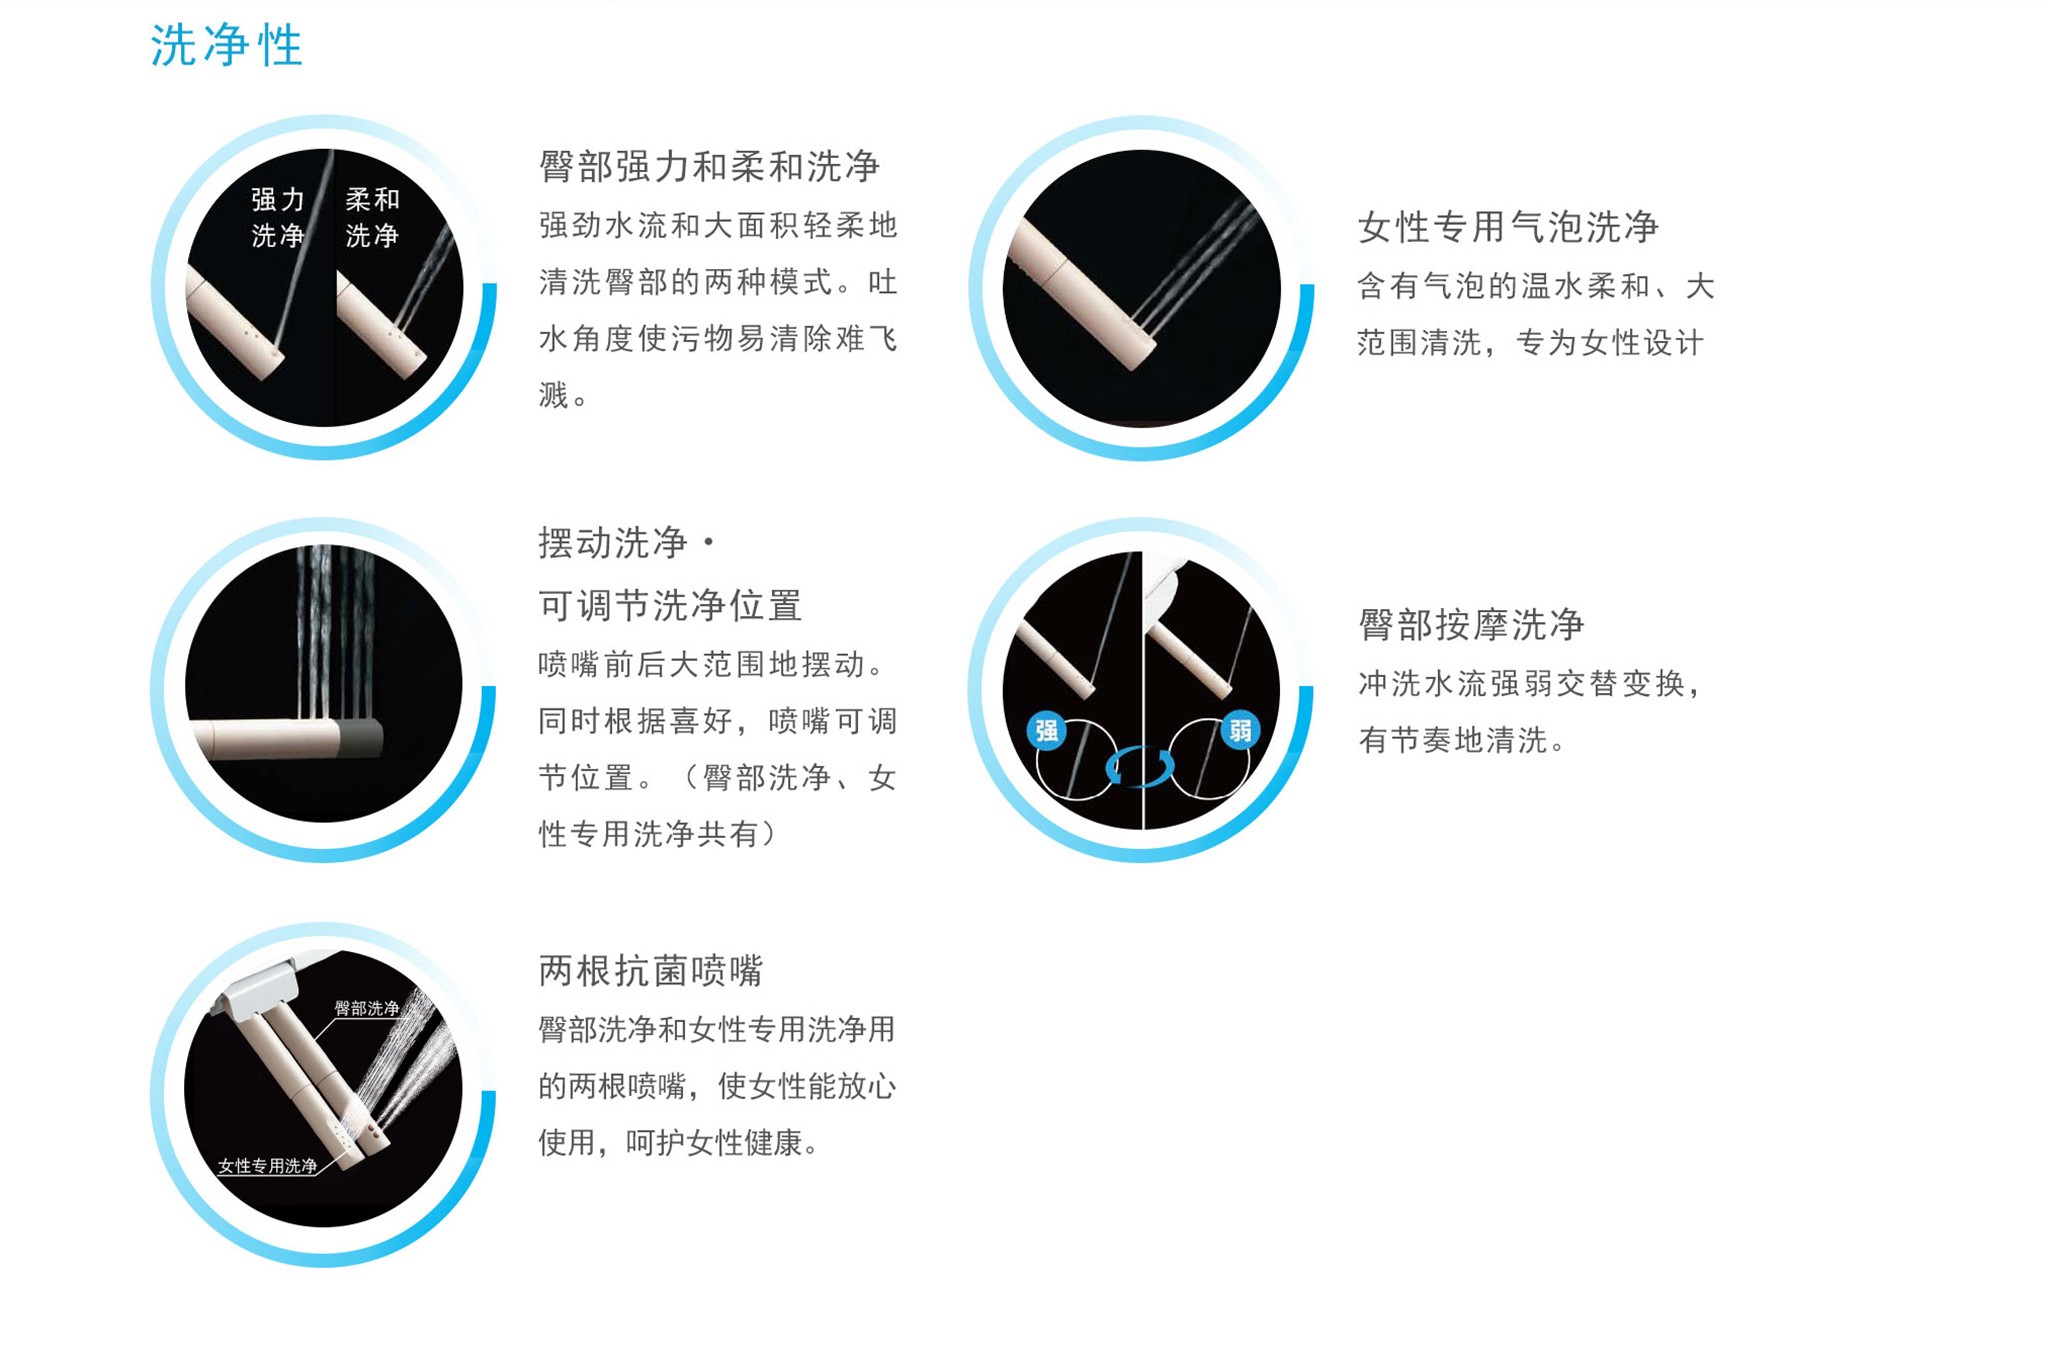 洗净性
强力
洗净
柔和
洗净
臀部强力和柔和洗净
强劲水流和大面积轻柔地
清洗臀部的两种模式。吐
水角度使污物易清除难飞
溅。
女性专用气泡洗净
含有气泡的温水柔和、大
范围清洗，专为女性设计
摆动洗净·
可调节洗净位置
喷嘴前后大范围地摆动。
同时根据喜好，喷嘴可调
节位置。（臀部洗净、女
性专用洗净共有）
强
弱
臀部按摩洗净
冲洗水流强弱交替变换，
有节奏地清洗。
臀部洗净
女性专用洗净
两根抗菌喷嘴
臀部洗净和女性专用洗净用
的两根喷嘴，使女性能放心
使用，呵护女性健康。